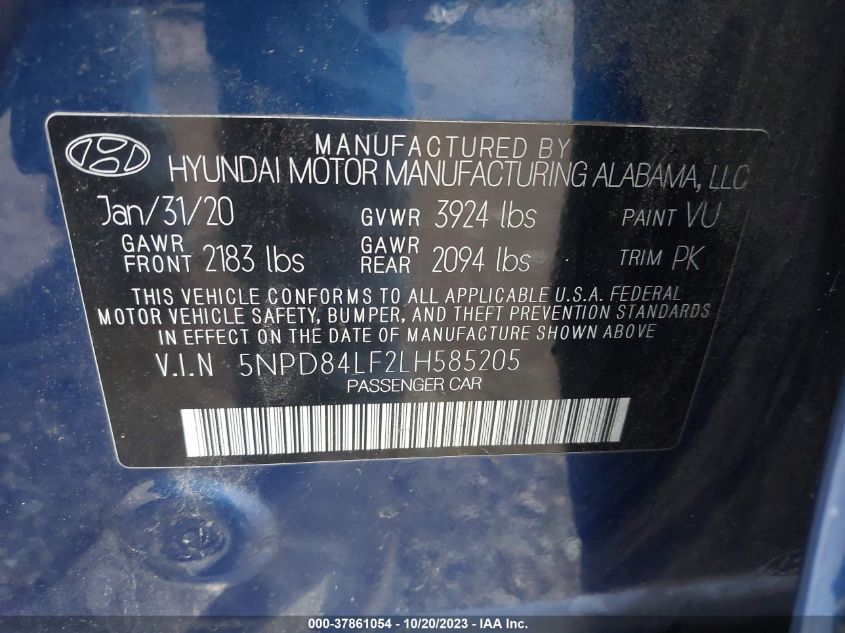 MANUFACTURED BY
HYUNDAI MOTOR MANUFACTURING ALABAMA, LLC
Jan/31/20 GVWR 3924 lbs PAINT VU
GAWR FRONT 2183 lbs GAWR REAR 2094 lbs TRIM PK
THIS VEHICLE CONFORMS TO ALL APPLICABLE U.S.A. FEDERAL
MOTOR VEHICLE SAFETY, BUMPER, AND THEFT PREVENTION STANDARDS
IN EFFECT ON THE DATE OF MANUFACTURE SHOWN ABOVE
V.I.N 5NPD84LF2LH585205
PASSENGER CAR
000-37861054 - 10/20/2023 - IAA Inc.